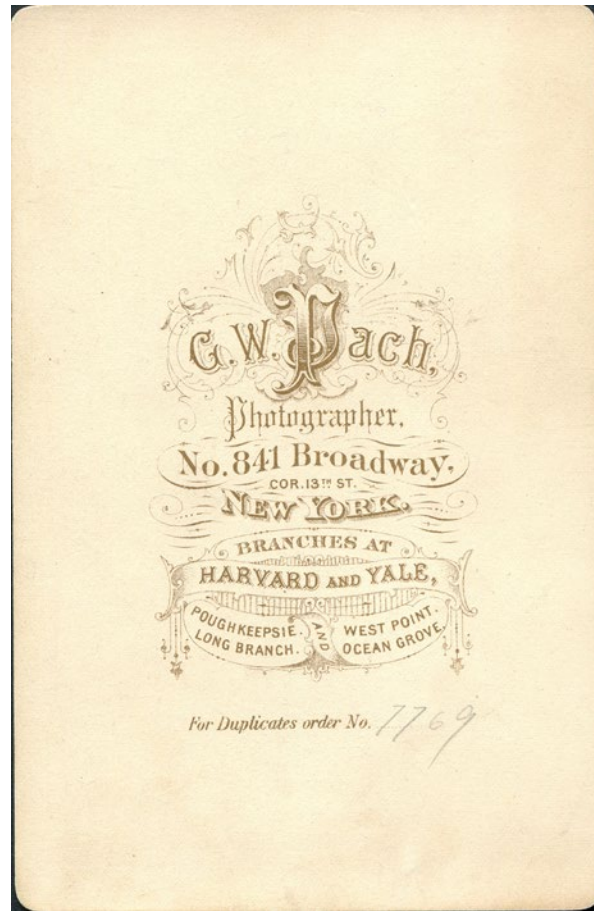 G. W. Pach,
Photographer.
No. 841 Broadway,
COR. 13TH ST.
NEW YORK.
BRANCHES AT
HARVARD AND YALE,
POUGHKEEPSIE. AND WEST POINT.
LONG BRANCH. OCEAN GROVE.
For Duplicates order No. 7769